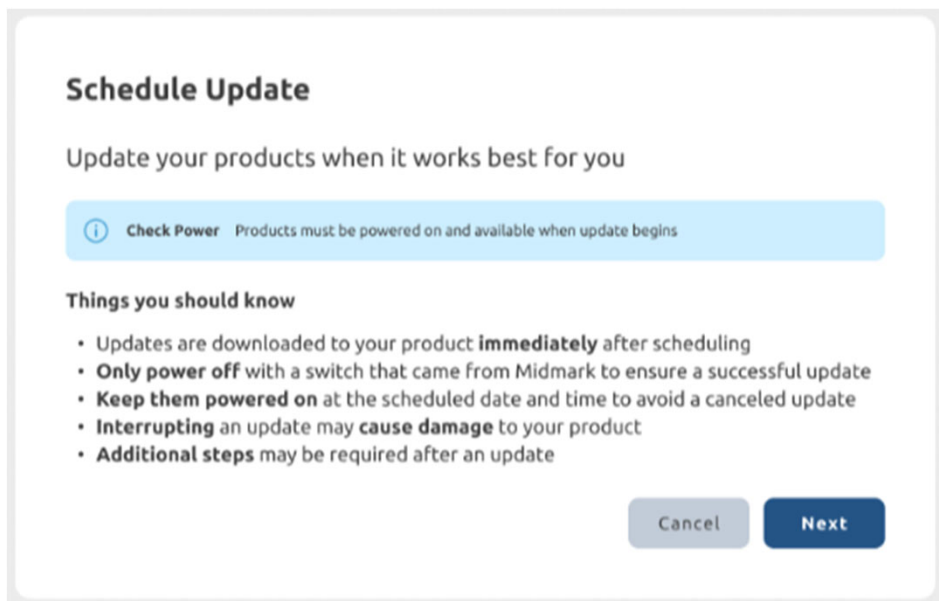 Schedule Update
Update your products when it works best for you
Check Power Products must be powered on and available when update begins
Things you should know
• Updates are downloaded to your product immediately after scheduling
• Only power off with a switch that came from Midmark to ensure a successful update
• Keep them powered on at the scheduled date and time to avoid a canceled update
• Interrupting an update may cause damage to your product
• Additional steps may be required after an update
Cancel Next